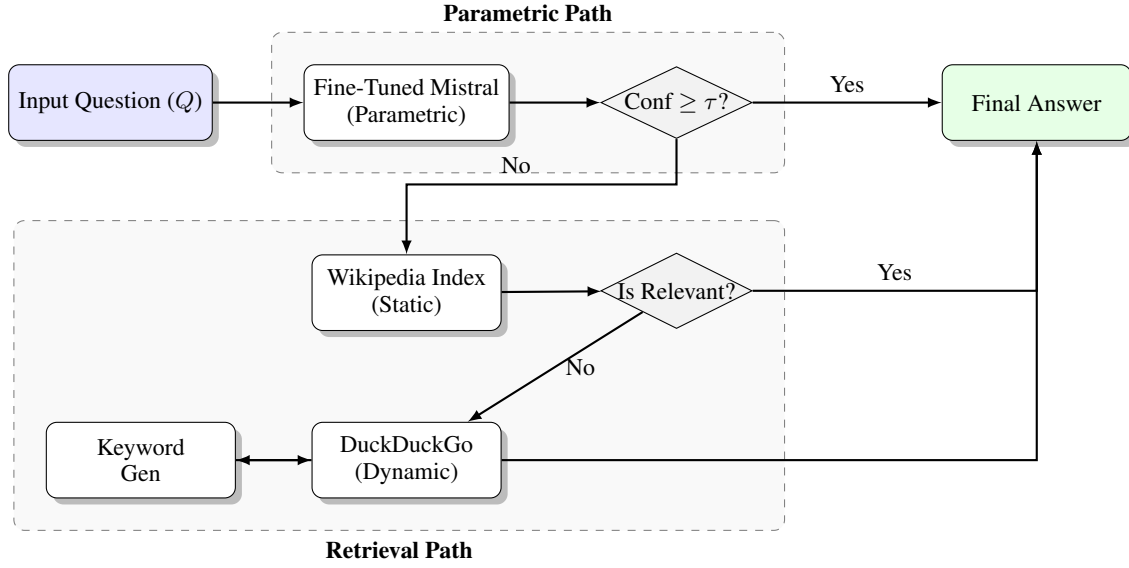 Parametric Path
Input Question (Q)
Fine-Tuned Mistral
(Parametric)
Conf ≥ τ?
Yes
Final Answer
No
Wikipedia Index
(Static)
Is Relevant?
Yes
No
Keyword
Gen
DuckDuckGo
(Dynamic)
Retrieval Path